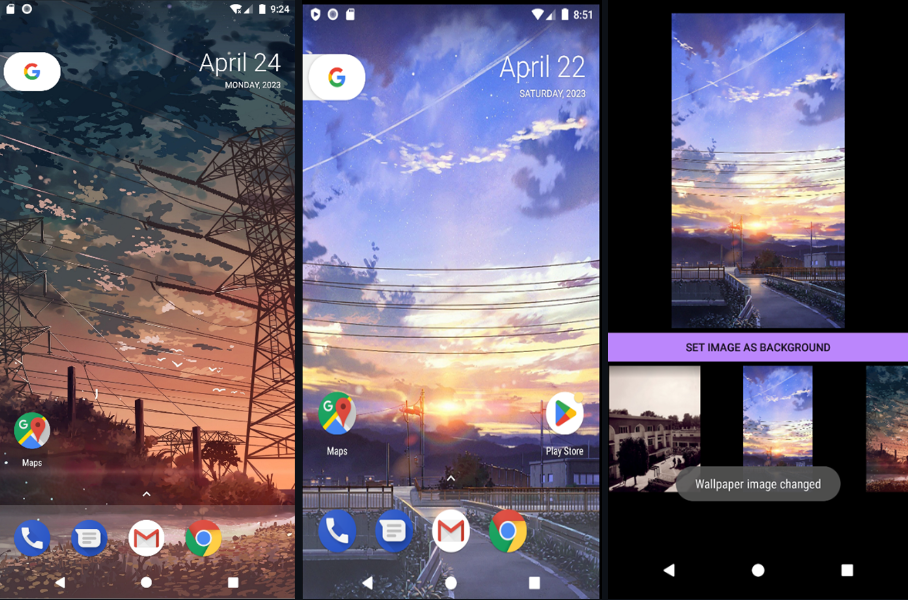 9:24
April 24
MONDAY, 2023
Maps
8:51
April 22
SATURDAY, 2023
Maps
Play Store
SET IMAGE AS BACKGROUND
Wallpaper image changed